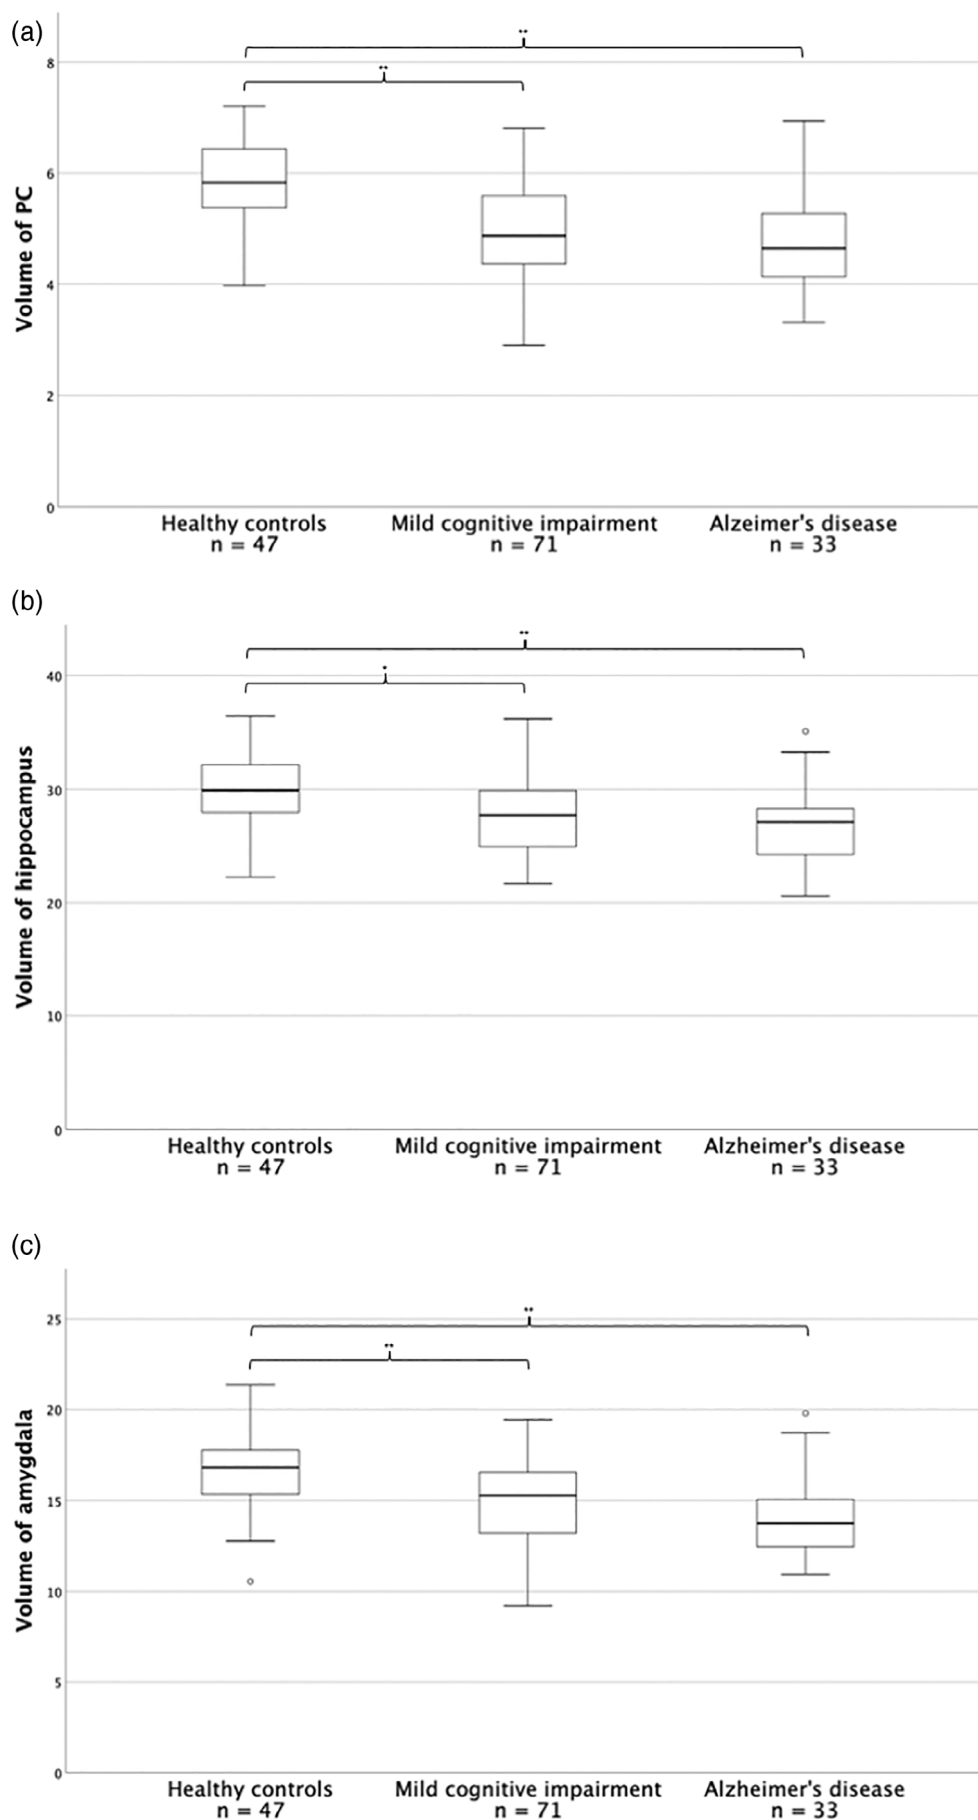 (a)
**
8
**
6
Volume of PC
4
2
0
Healthy controls
n = 47
Mild cognitive impairment
n = 71
Alzeimer's disease
n = 33
(b)
**
40
*
30
Volume of hippocampus
20
10
0
Healthy controls
n = 47
Mild cognitive impairment
n = 71
Alzheimer's disease
n = 33
(c)
**
25
**
20
Volume of amygdala
15
10
5
0
Healthy controls
n = 47
Mild cognitive impairment
n = 71
Alzheimer's disease
n = 33